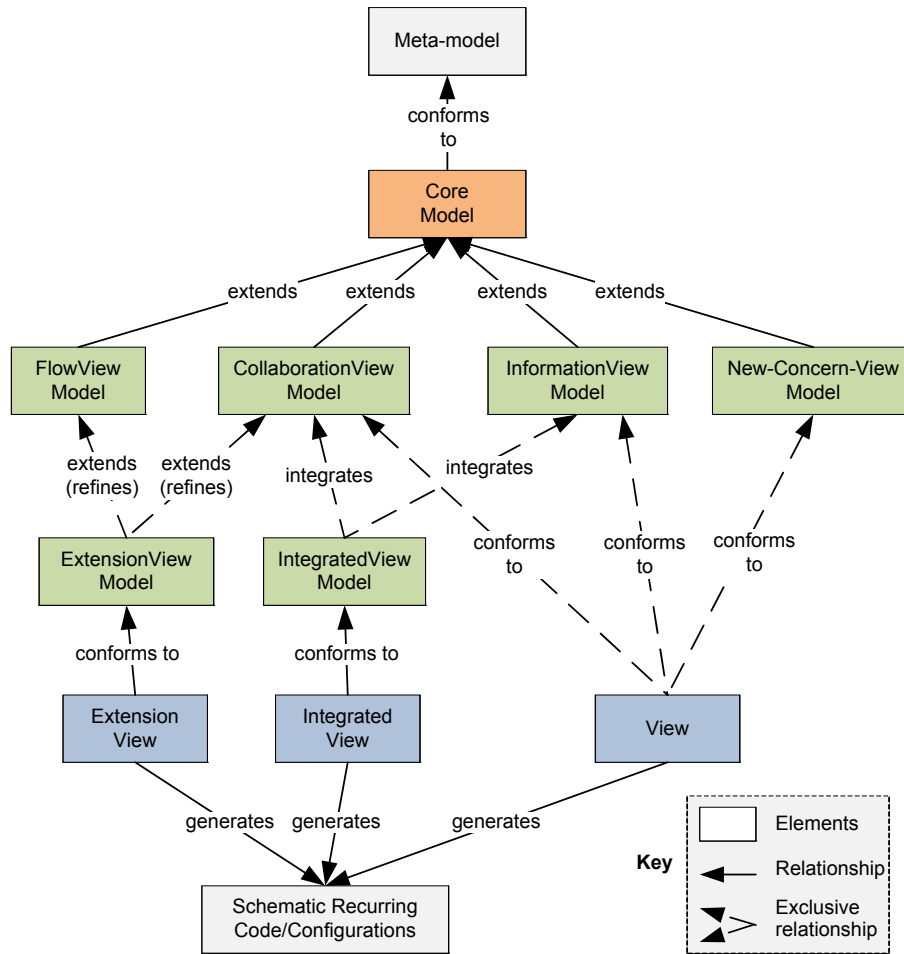 Meta-model
conforms
to
Core
Model
extends
extends
extends
extends
FlowView
Model
CollaborationView
Model
InformationView
Model
New-Concern-View
Model
extends
(refines)
extends
(refines)
integrates
integrates
ExtensionView
Model
IntegratedView
Model
conforms
to
conforms
to
conforms
to
conforms to
conforms to
Extension
View
Integrated
View
View
generates
generates
generates
Schematic Recurring
Code/Configurations
Key
Elements
Relationship
Exclusive
relationship